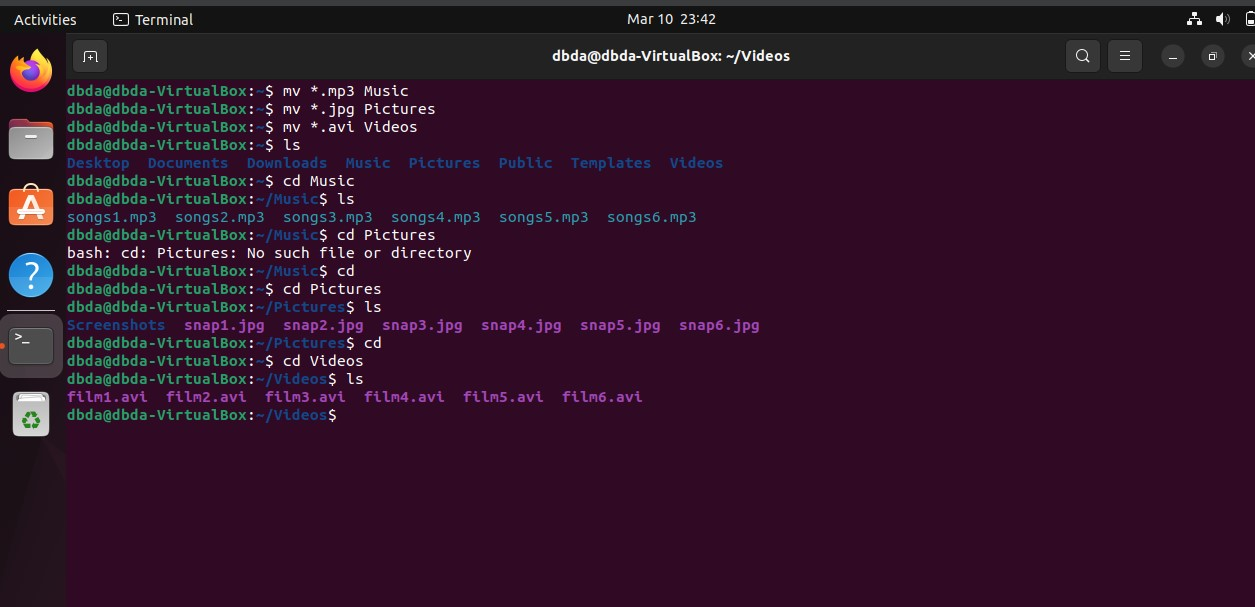 Activities Terminal Mar 10 23:42
dbda@dbda-VirtualBox: ~/Videos
dbda@dbda-VirtualBox:~$ mv *.mp3 Music
dbda@dbda-VirtualBox:~$ mv *.jpg Pictures
dbda@dbda-VirtualBox:~$ mv *.avi Videos
dbda@dbda-VirtualBox:~$ ls
Desktop Documents Downloads Music Pictures Public Templates Videos
dbda@dbda-VirtualBox:~$ cd Music
dbda@dbda-VirtualBox:~/Music$ ls
songs1.mp3 songs2.mp3 songs3.mp3 songs4.mp3 songs5.mp3 songs6.mp3
dbda@dbda-VirtualBox:~/Music$ cd Pictures
bash: cd: Pictures: No such file or directory
dbda@dbda-VirtualBox:~/Music$ cd
dbda@dbda-VirtualBox:~$ cd Pictures
dbda@dbda-VirtualBox:~/Pictures$ ls
Screenshots snap1.jpg snap2.jpg snap3.jpg snap4.jpg snap5.jpg snap6.jpg
dbda@dbda-VirtualBox:~/Pictures$ cd
dbda@dbda-VirtualBox:~$ cd Videos
dbda@dbda-VirtualBox:~/Videos$ ls
film1.avi film2.avi film3.avi film4.avi film5.avi film6.avi
dbda@dbda-VirtualBox:~/Videos$